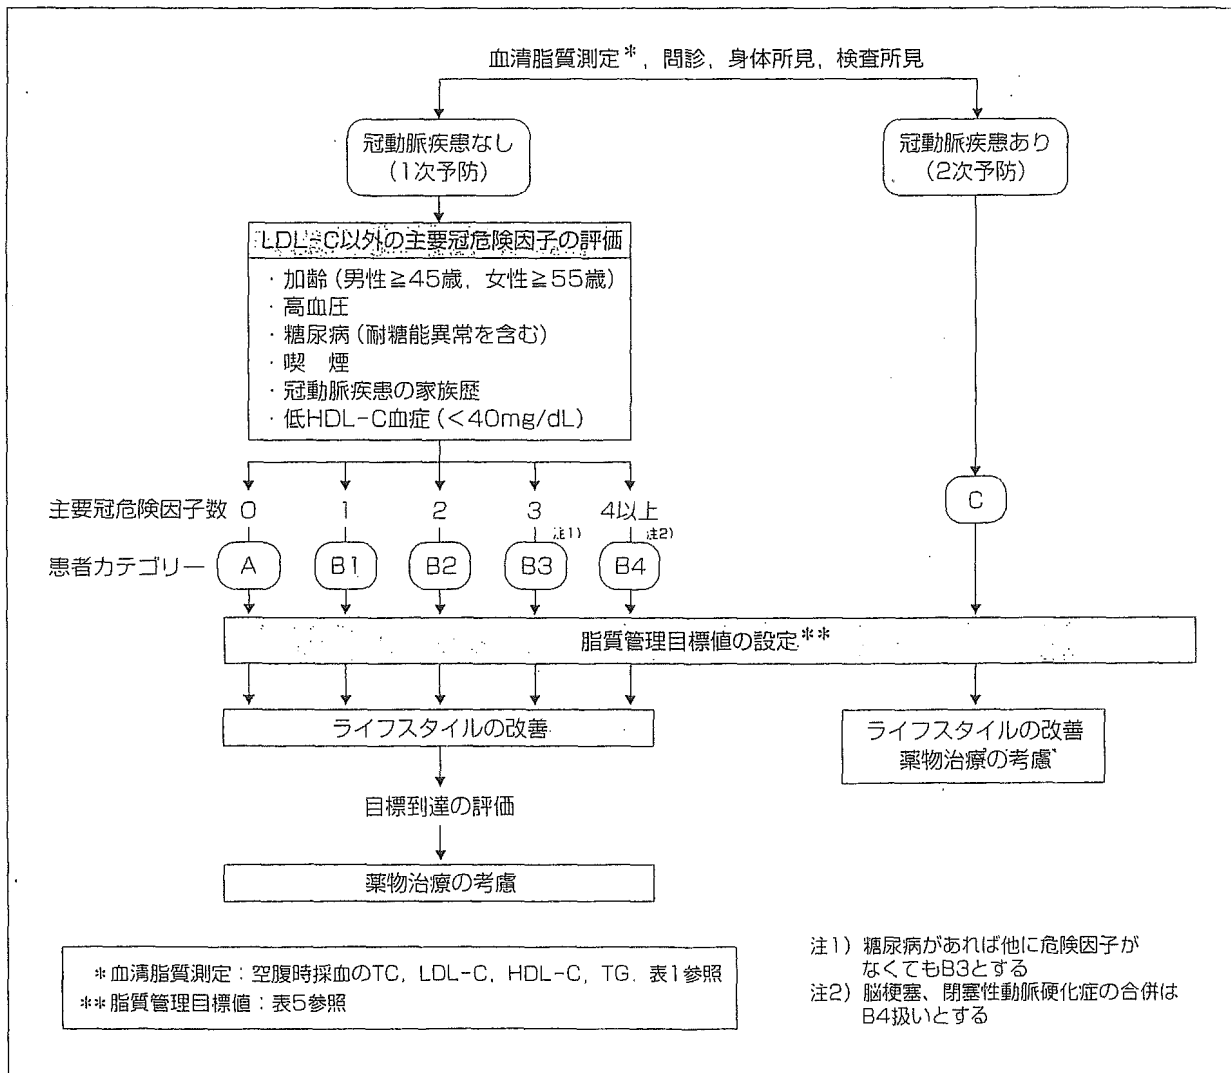 血清脂質測定*, 問診, 身体所見, 検査所見
冠動脈疾患なし
(1次予防)
冠動脈疾患あり
(2次予防)
LDL-C以外の主要冠危険因子の評価
・加齢(男性≧45歳, 女性≧55歳)
・高血圧
・糖尿病(耐糖能異常を含む)
・喫 煙
・冠動脈疾患の家族歴
・低HDL-C血症(<40mg/dL)
主要冠危険因子数 0 1 2 3 4以上
C
注1) 注2)
患者カテゴリー A B1 B2 B3 B4
脂質管理目標値の設定**
ライフスタイルの改善
ライフスタイルの改善
薬物治療の考慮
目標到達の評価
薬物治療の考慮
*血清脂質測定:空腹時採血のTC, LDL-C, HDL-C, TG. 表1参照
**脂質管理目標値:表5参照
注1) 糖尿病があれば他に危険因子が
なくてもB3とする
注2) 脳梗塞、閉塞性動脈硬化症の合併は
B4扱いとする